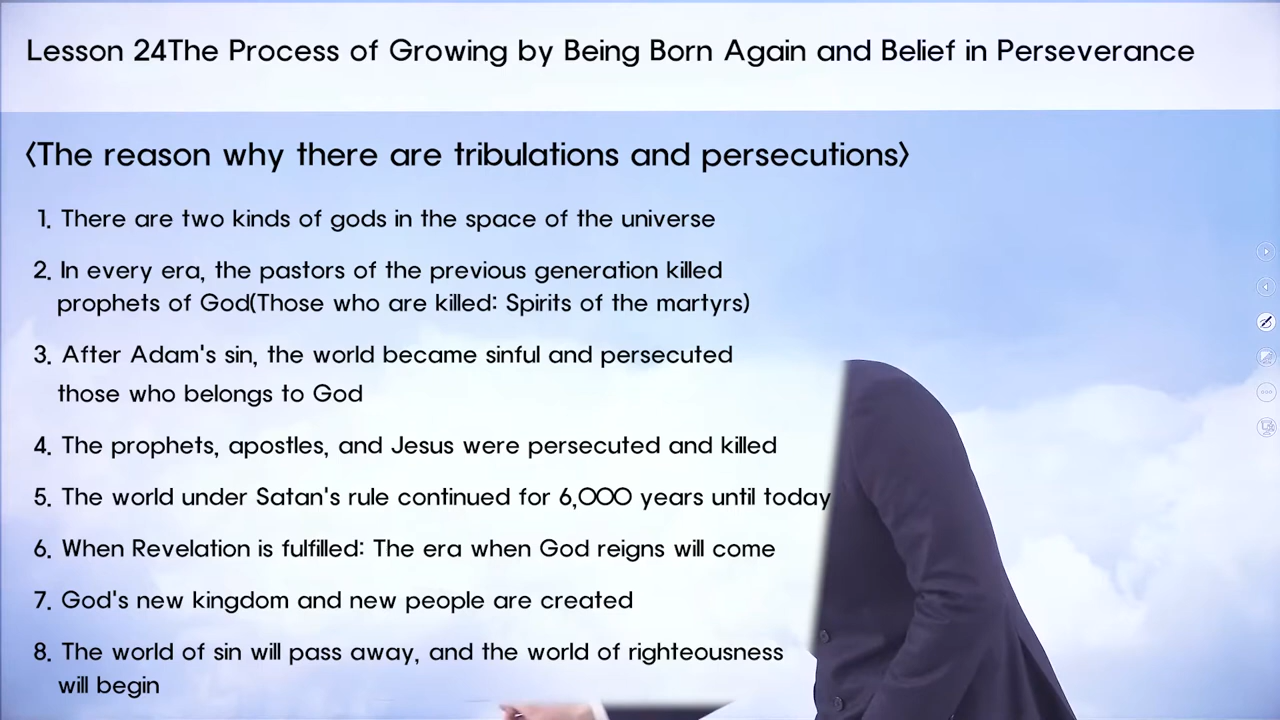 Lesson 24The Process of Growing by Being Born Again and Belief in Perseverance
〈The reason why there are tribulations and persecutions〉
1. There are two kinds of gods in the space of the universe
2. In every era, the pastors of the previous generation killed
prophets of God(Those who are killed: Spirits of the martyrs)
3. After Adam's sin, the world became sinful and persecuted
those who belongs to God
4. The prophets, apostles, and Jesus were persecuted and killed
5. The world under Satan's rule continued for 6,000 years until today
6. When Revelation is fulfilled: The era when God reigns will come
7. God's new kingdom and new people are created
8. The world of sin will pass away, and the world of righteousness
will begin